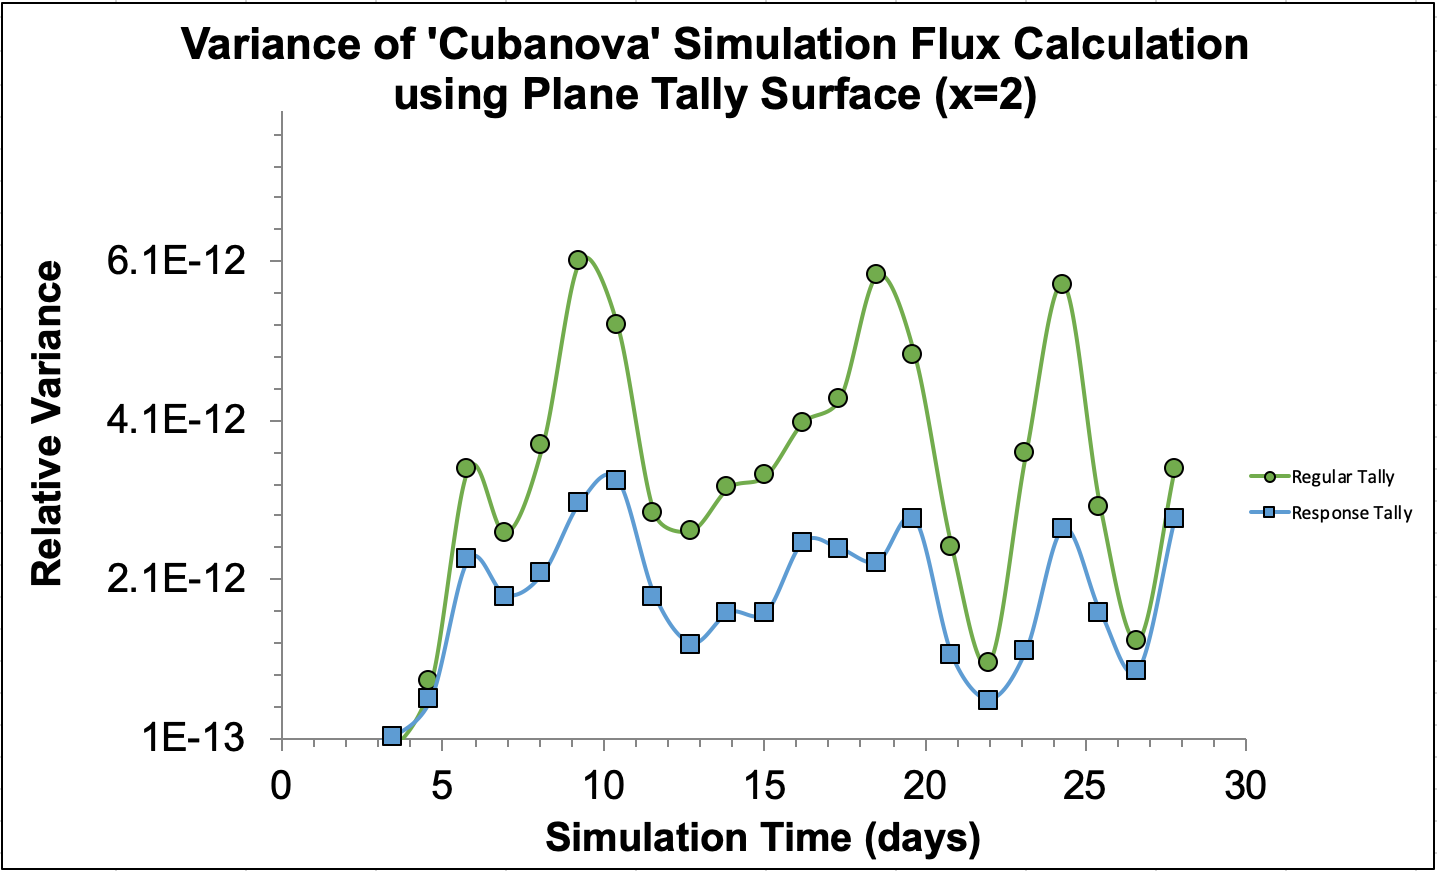 Variance of 'Cubanova' Simulation Flux Calculation
using Plane Tally Surface (x=2)
Relative Variance
6.1E-12
4.1E-12
2.1E-12
1E-13
0 5 10 15 20 25 30
Simulation Time (days)
Regular Tally
Response Tally